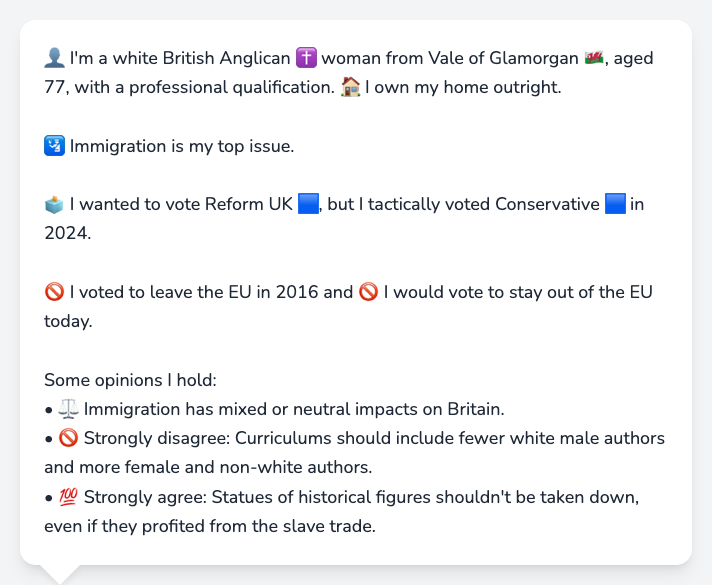 👤 I'm a white British Anglican ✝️ woman from Vale of Glamorgan 🏴󠁧󠁢󠁷󠁬󠁳󠁿, aged
77, with a professional qualification. 🏠 I own my home outright.
🛂 Immigration is my top issue.
🗳️ I wanted to vote Reform UK 🟦, but I tactically voted Conservative 🟦 in
2024.
🚫 I voted to leave the EU in 2016 and 🚫 I would vote to stay out of the EU
today.
Some opinions I hold:
• ⚖️ Immigration has mixed or neutral impacts on Britain.
• 🚫 Strongly disagree: Curriculums should include fewer white male authors
and more female and non-white authors.
• 💯 Strongly agree: Statues of historical figures shouldn't be taken down,
even if they profited from the slave trade.